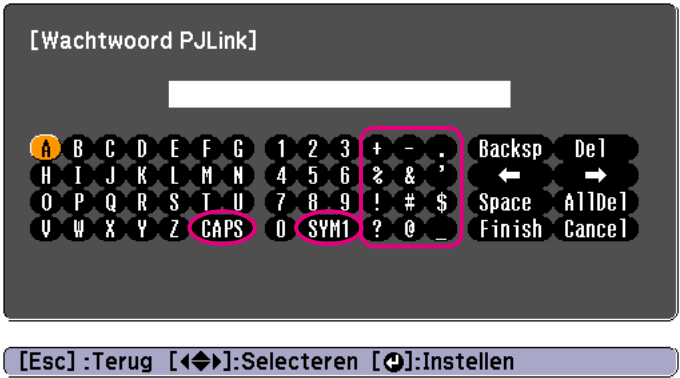 [Wachtwoord PJLink]
A B C D E F G 1 2 3 + - . Backsp Del
H I J K L M N 4 5 6 % & ' ← →
O P Q R S T U 7 8 9 ! # $ Space AllDel
V W X Y Z CAPS 0 SYM1 ? @ _ Finish Cancel
[Esc] :Terug [◆]:Selecteren [↵]:Instellen